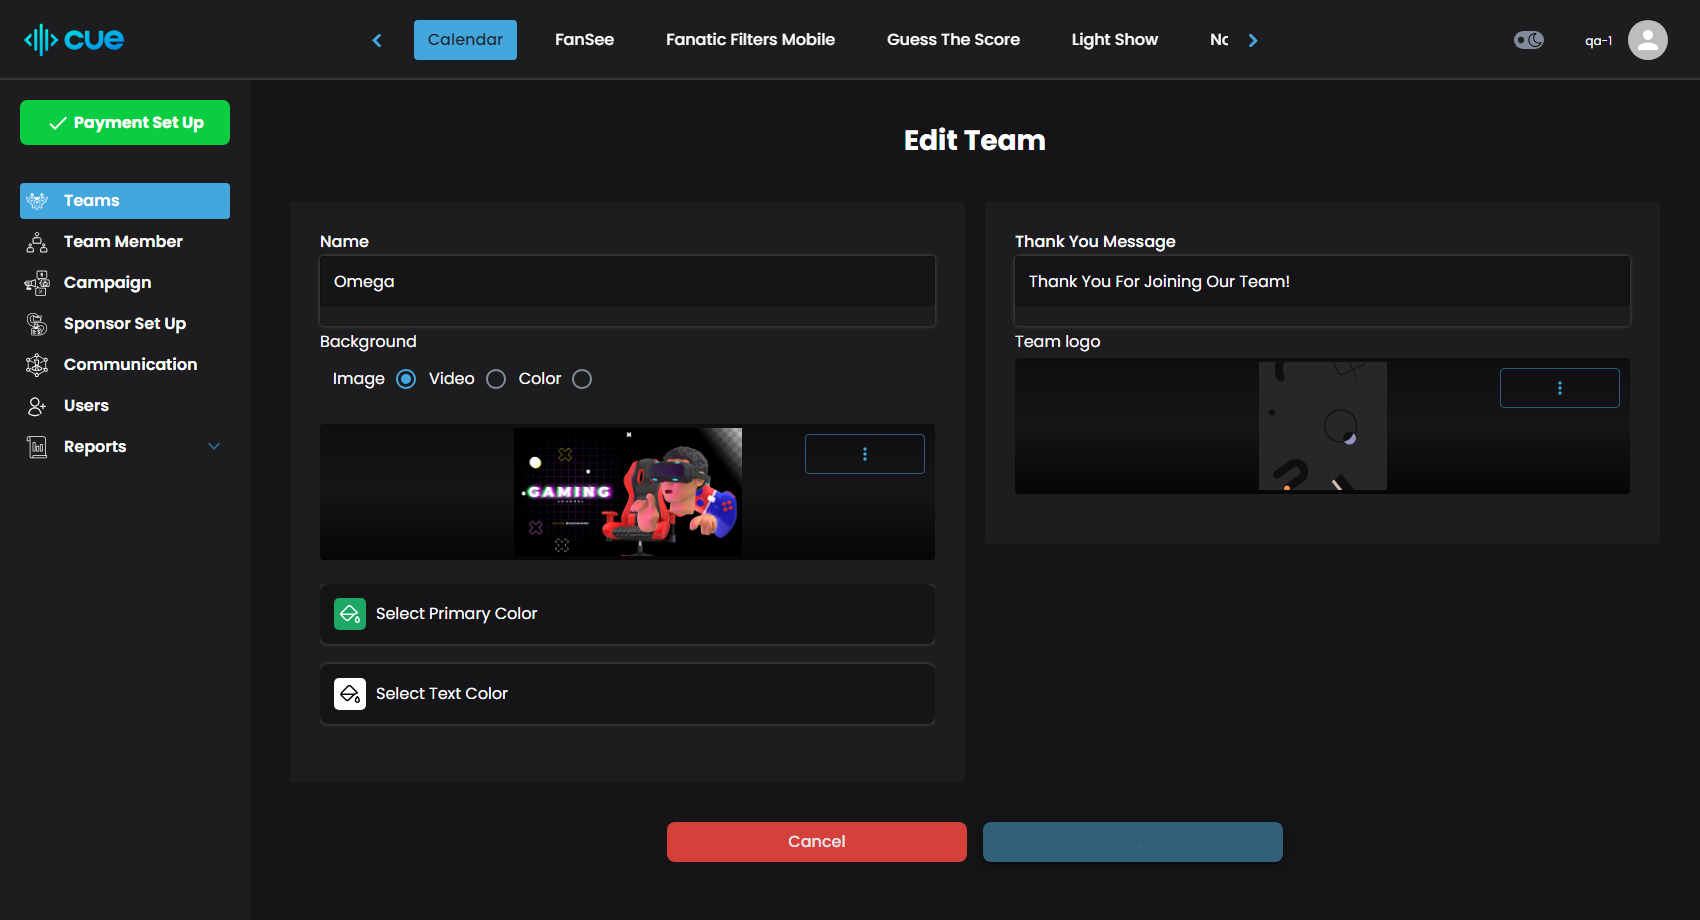 cue
Calendar
FanSee
Fanatic Filters Mobile
Guess The Score
Light Show
qa-1
Payment Set Up
Teams
Team Member
Campaign
Sponsor Set Up
Communication
Users
Reports
Edit Team
Name
Omega
Background
Image
Video
Color
GAMING
Select Primary Color
Select Text Color
Thank You Message
Thank You For Joining Our Team!
Team logo
Cancel